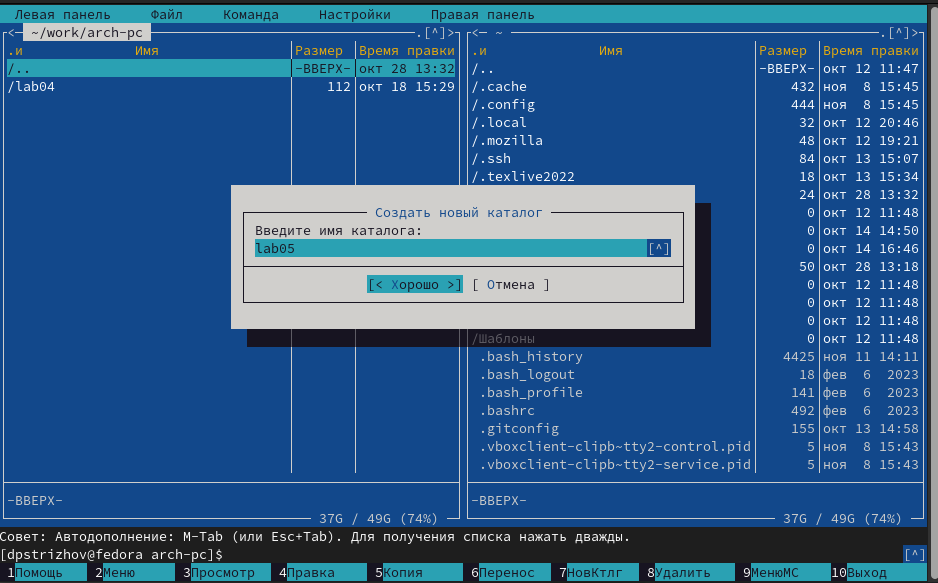 Левая панель Файл Команда Настройки Правая панель
~/work/arch-pc .[^]> <─ ~ .[^]>
.и Имя Размер Время правки .и Имя Размер Время правки
/.. -ВВЕРХ- окт 28 13:32 /.. -ВВЕРХ- окт 12 11:47
/lab04 112 окт 18 15:29 /.cache 432 ноя 8 15:45
/.config 444 ноя 8 15:45
/.local 32 окт 12 20:46
/.mozilla 48 окт 12 19:21
/.ssh 84 окт 13 15:07
/.texlive2022 18 окт 13 15:34
24 окт 28 13:32
Создать новый каталог 0 окт 12 11:48
Введите имя каталога: 0 окт 14 14:50
lab05 [^] 0 окт 14 16:46
50 окт 28 13:18
[< Хорошо >] [ Отмена ] 0 окт 12 11:48
0 окт 12 11:48
0 окт 12 11:48
/Шаблоны 0 окт 12 11:48
.bash_history 4425 ноя 11 14:11
.bash_logout 18 фев 6 2023
.bash_profile 141 фев 6 2023
.bashrc 492 фев 6 2023
.gitconfig 155 окт 13 14:58
.vboxclient-clipb~tty2-control.pid 5 ноя 8 15:43
.vboxclient-clipb~tty2-service.pid 5 ноя 8 15:43
-ВВЕРХ- -ВВЕРХ-
37G / 49G (74%) 37G / 49G (74%)
Совет: Автодополнение: M-Tab (или Esc+Tab). Для получения списка нажать дважды.
[dpstrizhov@fedora arch-pc]$ [^]
1Помощь 2Меню 3Просмотр 4Правка 5Копия 6Перенос 7НовКтлг 8Удалить 9МенюМС 10Выход